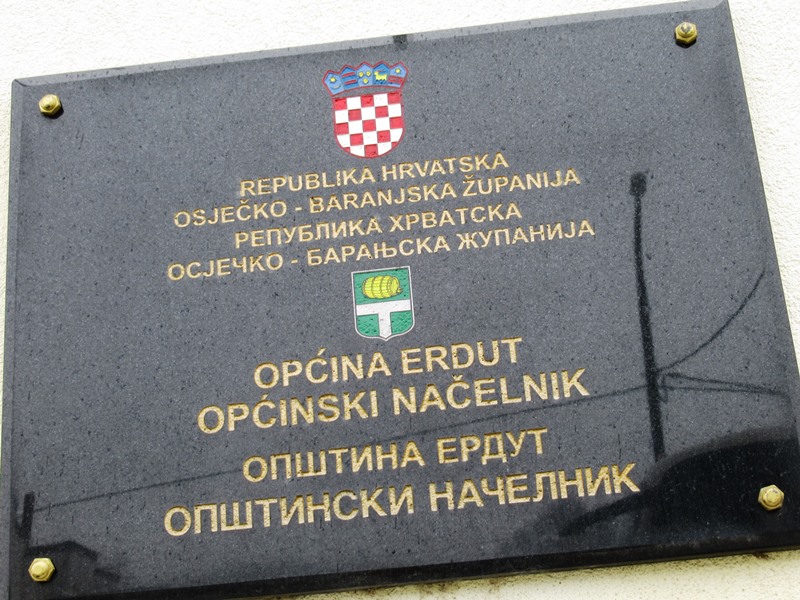 REPUBLIKA HRVATSKA
OSJEČKO - BARANJSKA ŽUPANIJA
РЕПУБЛИКА ХРВАТСКА
ОСЈЕЧКО - БАРАЊСКА ЖУПАНИЈА
OPĆINA ERDUT
OPĆINSKI NAČELNIK
ОПШТИНА ЕРДУТ
ОПШТИНСКИ НАЧЕЛНИК